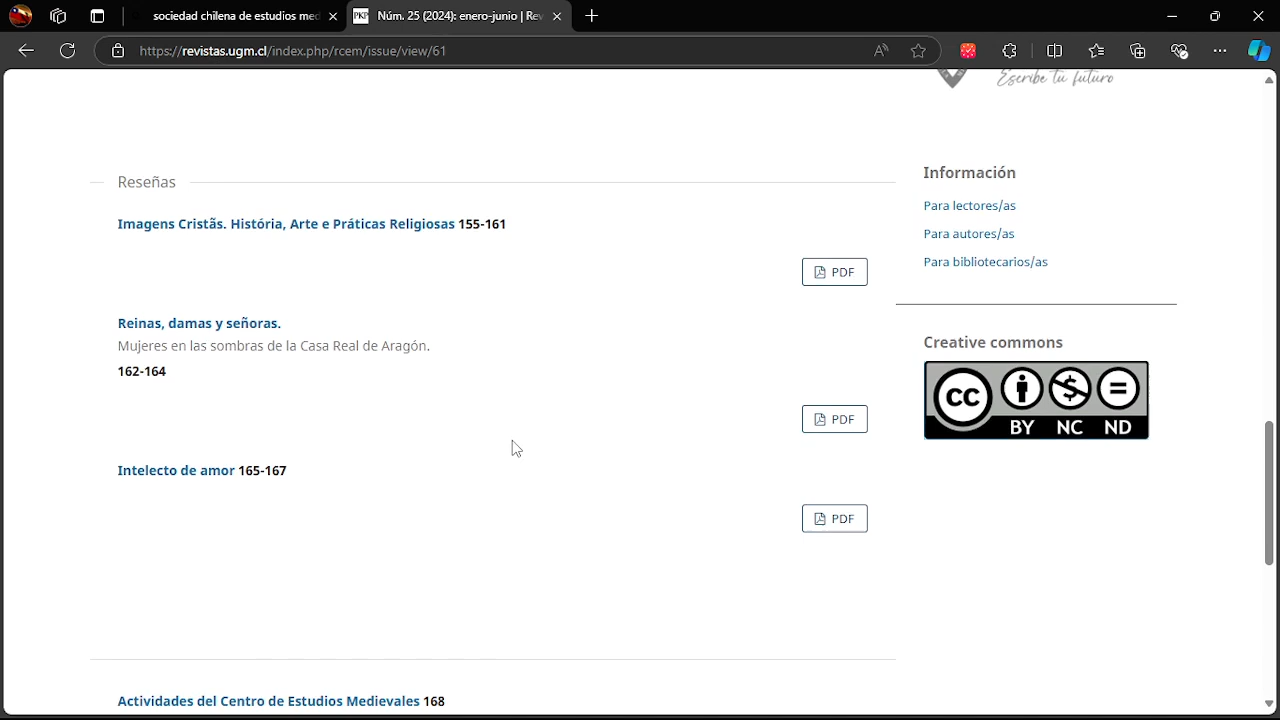 sociedad chilena de estudios med
Núm. 25 (2024): enero-junio | Rev
https://revistas.ugm.cl/index.php/rcem/issue/view/61
Escribe tu futuro
Reseñas
Imagens Cristãs. História, Arte e Práticas Religiosas 155-161
PDF
Reinas, damas y señoras.
Mujeres en las sombras de la Casa Real de Aragón.
162-164
PDF
Intelecto de amor 165-167
PDF
Actividades del Centro de Estudios Medievales 168
Información
Para lectores/as
Para autores/as
Para bibliotecarios/as
Creative commons
CC
BY NC ND